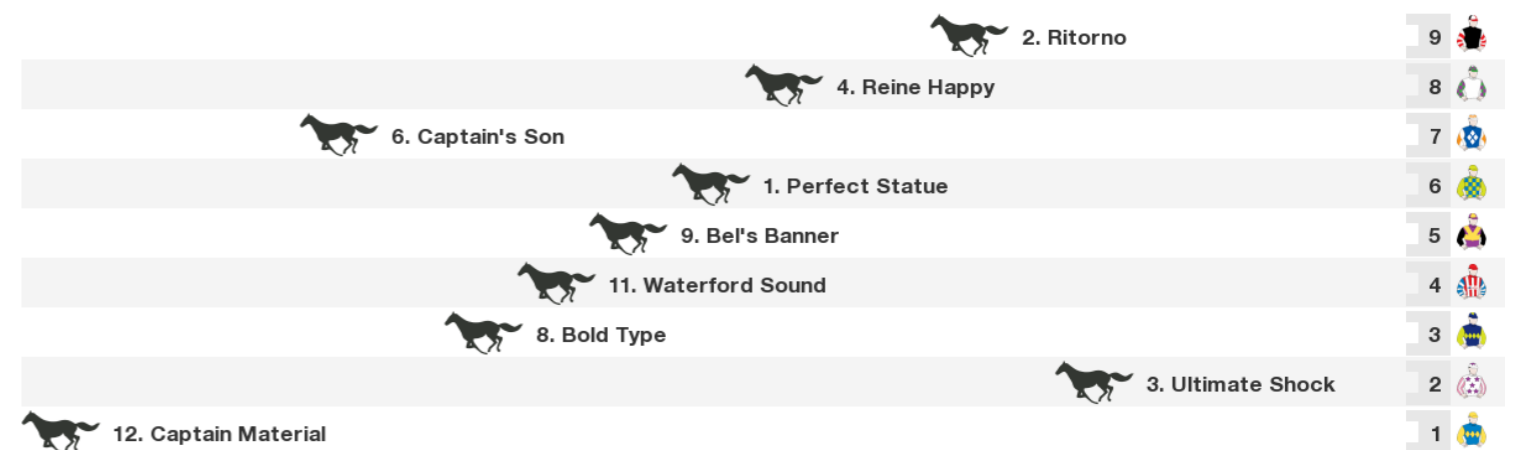 2. Ritorno 9
4. Reine Happy 8
6. Captain's Son 7
1. Perfect Statue 6
9. Bel's Banner 5
11. Waterford Sound 4
8. Bold Type 3
3. Ultimate Shock 2
12. Captain Material 1